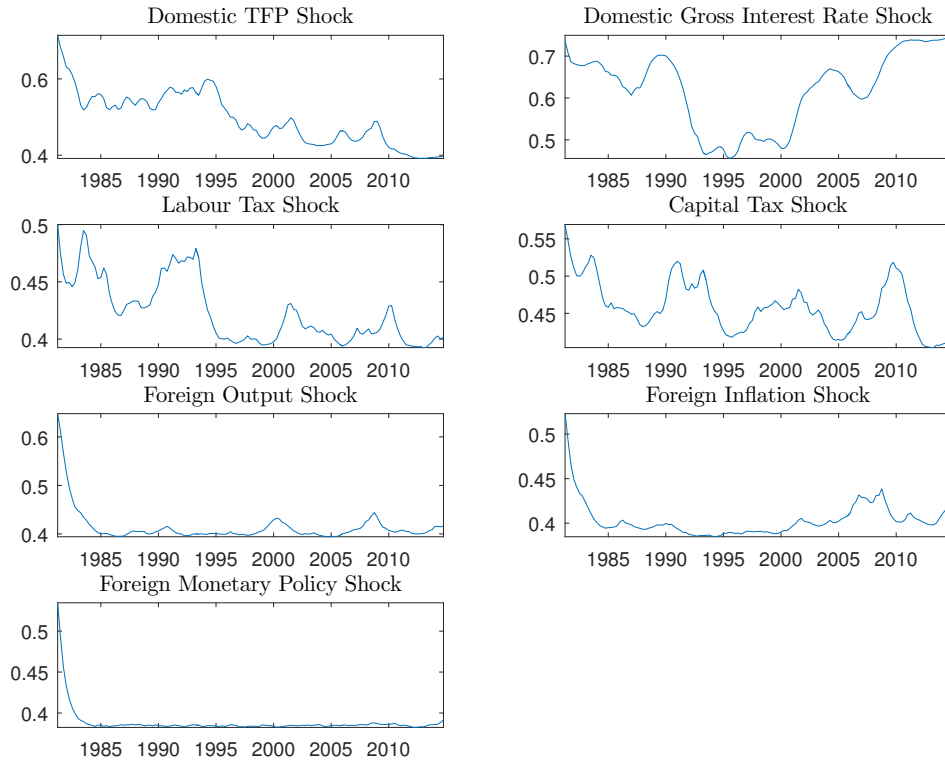 Domestic TFP Shock
0.6
0.4
1985 1990 1995 2000 2005 2010
Domestic Gross Interest Rate Shock
0.7
0.6
0.5
1985 1990 1995 2000 2005 2010
Labour Tax Shock
0.5
0.45
0.4
1985 1990 1995 2000 2005 2010
Capital Tax Shock
0.55
0.5
0.45
1985 1990 1995 2000 2005 2010
Foreign Output Shock
0.6
0.5
0.4
1985 1990 1995 2000 2005 2010
Foreign Inflation Shock
0.5
0.45
0.4
1985 1990 1995 2000 2005 2010
Foreign Monetary Policy Shock
0.5
0.45
0.4
1985 1990 1995 2000 2005 2010